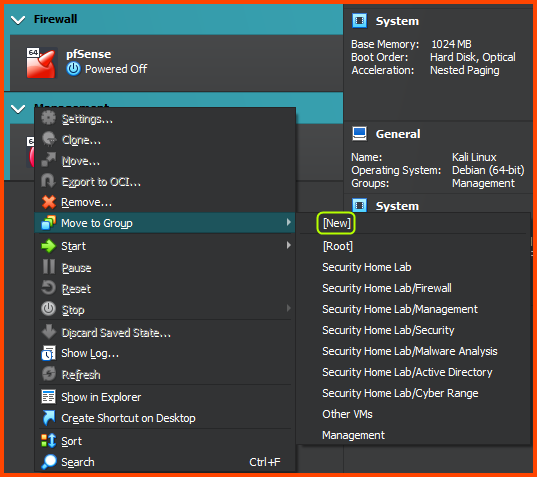 Firewall
64
pfSense
Powered Off
Management
64
Settings...
Clone...
Move...
Export to OCI...
Remove...
Move to Group
Start
Pause
Reset
Stop
Discard Saved State...
Show Log...
Refresh
Show in Explorer
Create Shortcut on Desktop
Sort
Search Ctrl+F
System
Base Memory: 1024 MB
Boot Order: Hard Disk, Optical
Acceleration: Nested Paging
General
Name: Kali Linux
Operating System: Debian (64-bit)
Groups: Management
System
[New]
[Root]
Security Home Lab
Security Home Lab/Firewall
Security Home Lab/Management
Security Home Lab/Security
Security Home Lab/Malware Analysis
Security Home Lab/Active Directory
Security Home Lab/Cyber Range
Other VMs
Management